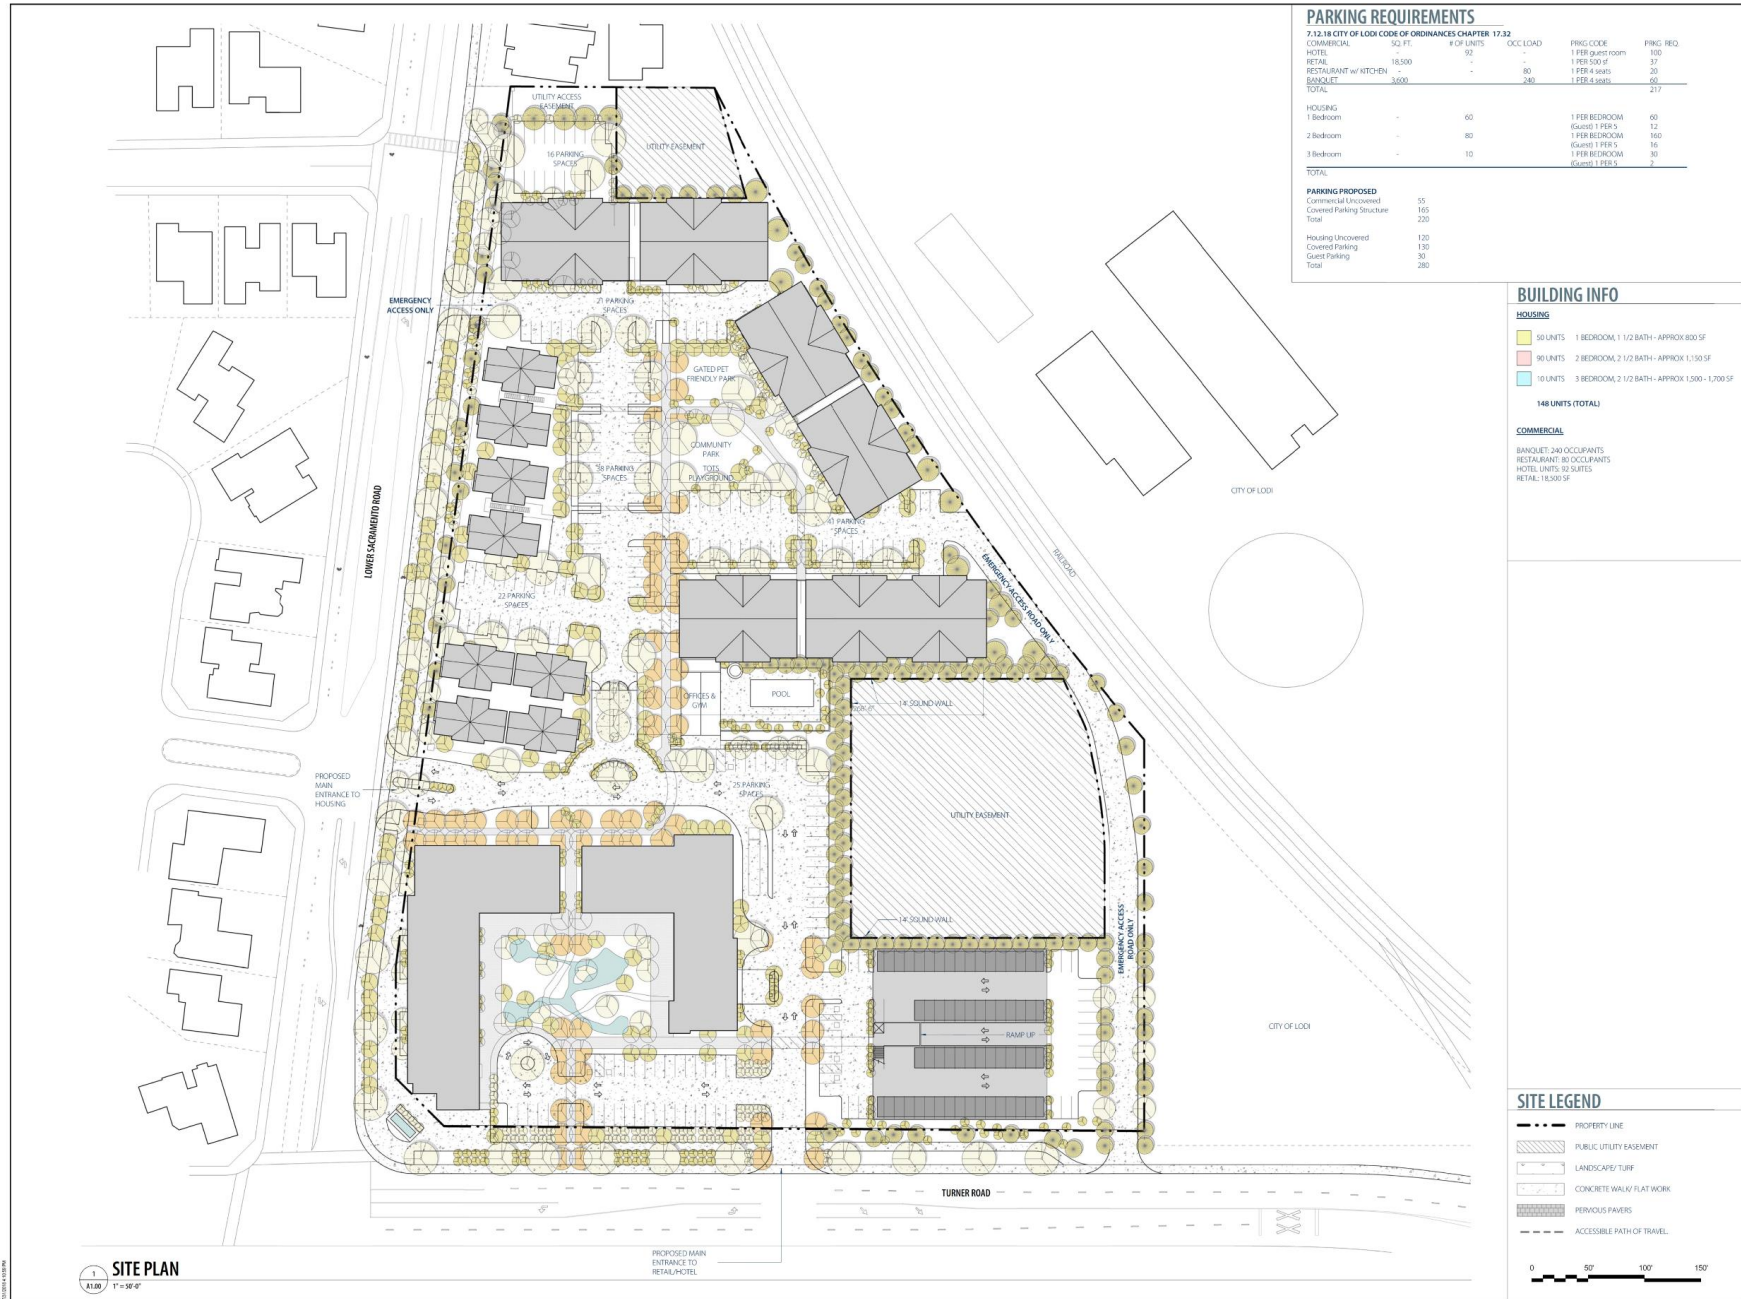 PARKING REQUIREMENTS
7.12.18 CITY OF LODI CODE OF ORDINANCES CHAPTER 17.32
COMMERCIAL SQ. FT. # OF UNITS OCC LOAD PRKG CODE PRKG REQ
HOTEL - 92 - 1 PER guest room 100
RETAIL 18,500 - - 1 PER 500 sf 37
RESTAURANT w/ KITCHEN - - 80 1 PER 4 seats 20
BANQUET 3,600 240 1 PER 4 seats 60
TOTAL 217
HOUSING
1 Bedroom - 60 1 PER BEDROOM 60
(Guest) 1 PER 5 12
2 Bedroom - 80 1 PER BEDROOM 160
(Guest) 1 PER 5 16
3 Bedroom - 10 1 PER BEDROOM 30
(Guest) 1 PER 5 2
TOTAL
PARKING PROPOSED
Commercial Uncovered 55
Covered Parking Structure 165
Total 220
Housing Uncovered 120
Covered Parking 130
Guest Parking 30
Total 280
BUILDING INFO
HOUSING
50 UNITS 1 BEDROOM, 1 1/2 BATH - APPROX 800 SF
90 UNITS 2 BEDROOM, 2 1/2 BATH - APPROX 1,150 SF
10 UNITS 3 BEDROOM, 2 1/2 BATH - APPROX 1,500 - 1,700 SF
148 UNITS (TOTAL)
COMMERCIAL
BANQUET: 240 OCCUPANTS
RESTAURANT: 80 OCCUPANTS
HOTEL UNITS: 92 SUITES
RETAIL: 18,500 SF
UTILITY ACCESS
EASEMENT
16 PARKING
SPACES
UTILITY EASEMENT
EMERGENCY
ACCESS ONLY
21 PARKING
SPACES
GATED PET
FRIENDLY PARK
COMMUNITY
PARK
TOTS
PLAYGROUND
38 PARKING
SPACES
41 PARKING
SPACES
LOWER SACRAMENTO ROAD
22 PARKING
SPACES
RAILROAD
EMERGENCY ACCESS ROAD ONLY
CITY OF LODI
OFFICES &
GYM
POOL
14' SOUND WALL
PROPOSED
MAIN
ENTRANCE TO
HOUSING
25 PARKING
SPACES
UTILITY EASEMENT
14' SOUND WALL
EMERGENCY ACCESS
ROAD ONLY
RAMP UP
CITY OF LODI
TURNER ROAD
PROPOSED MAIN
ENTRANCE TO
RETAIL/HOTEL
SITE LEGEND
PROPERTY LINE
PUBLIC UTILITY EASEMENT
LANDSCAPE/ TURF
CONCRETE WALK/ FLAT WORK
PERVIOUS PAVERS
ACCESSIBLE PATH OF TRAVEL
0 50' 100' 150'
1
A1.00
SITE PLAN
1" = 50'-0"